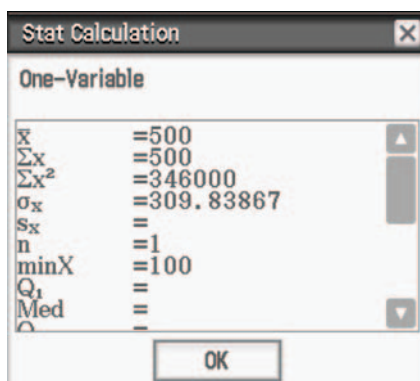 Stat Calculation
One-Variable
x̄ =500
Σx =500
Σx² =346000
σx =309.83867
sx =
n =1
minX =100
Q₁ =
Med =
OK